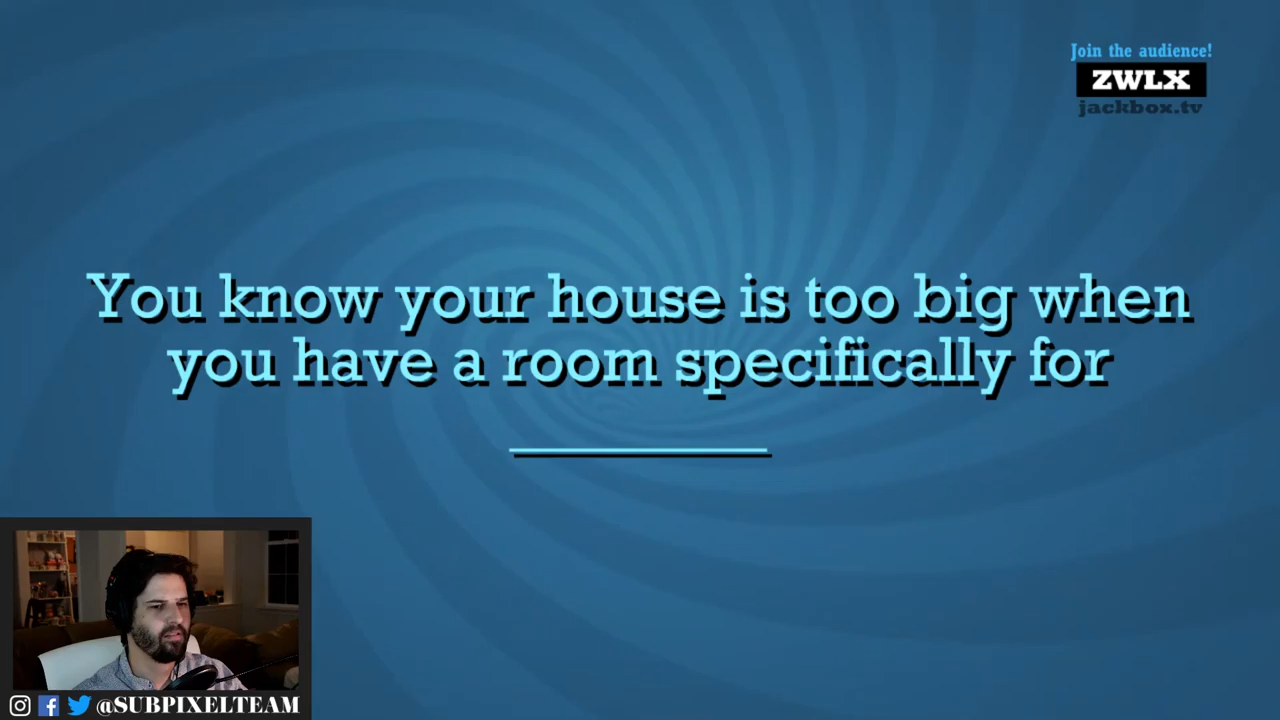 Join the audience!
ZWLX
jackbox.tv
You know your house is too big when
you have a room specifically for
@SUBPIXELTEAM